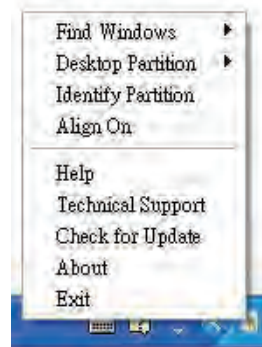 Find Windows
Desktop Partition
Identify Partition
Align On
Help
Technical Support
Check for Update
About
Exit